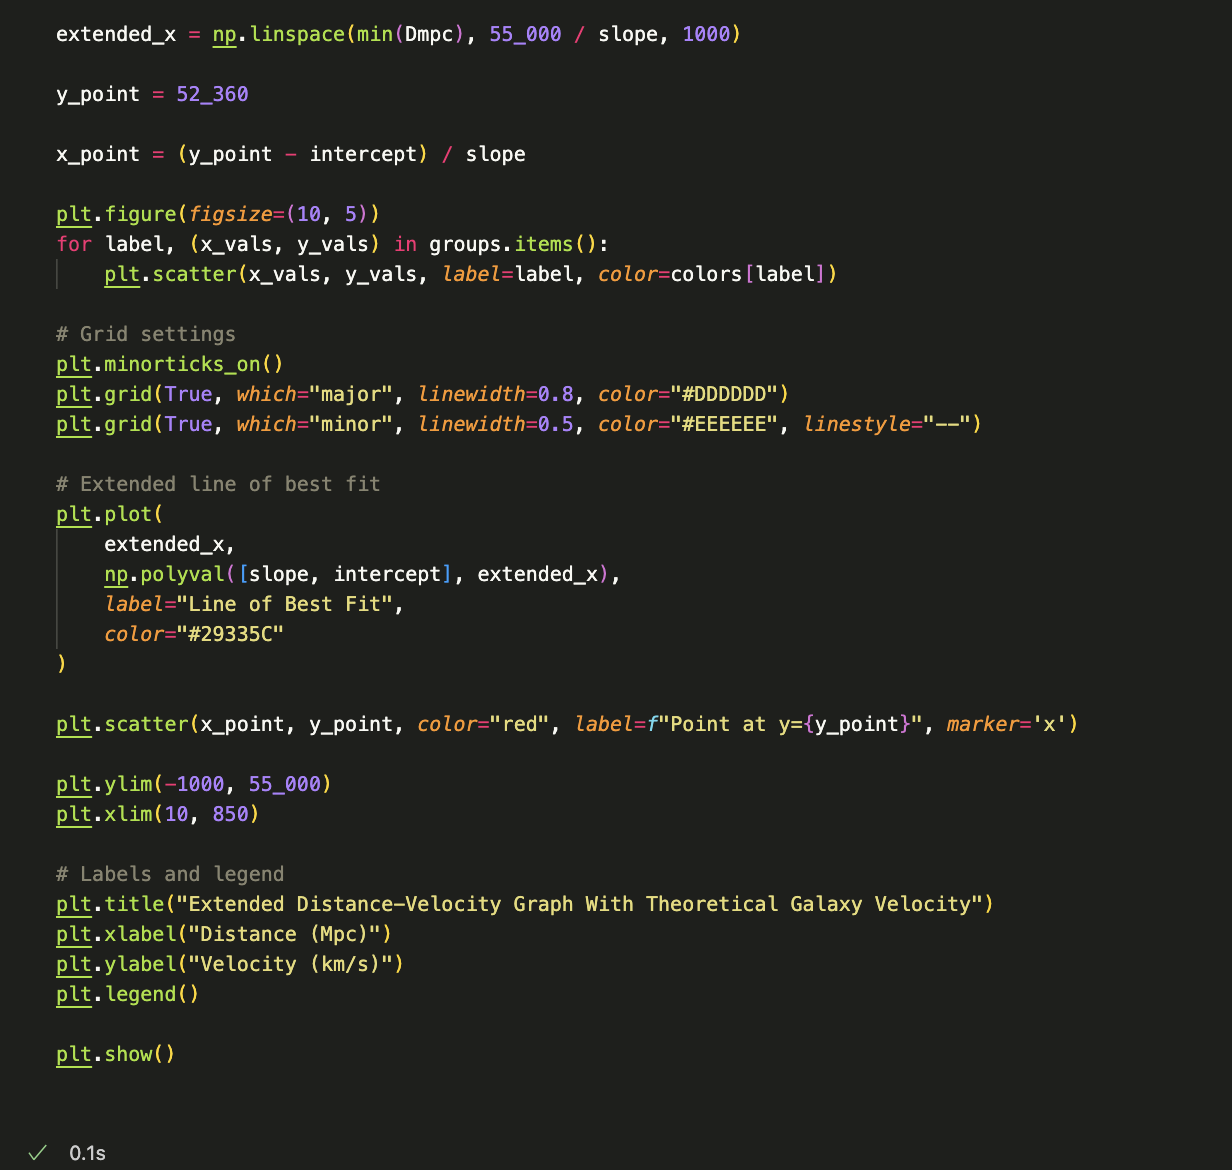 extended_x = np.linspace(min(Dmpc), 55_000 / slope, 1000)
y_point = 52_360
x_point = (y_point - intercept) / slope
plt.figure(figsize=(10, 5))
for label, (x_vals, y_vals) in groups.items():
    plt.scatter(x_vals, y_vals, label=label, color=colors[label])
# Grid settings
plt.minorticks_on()
plt.grid(True, which="major", linewidth=0.8, color="#DDDDDD")
plt.grid(True, which="minor", linewidth=0.5, color="#EEEEEE", linestyle="--")
# Extended line of best fit
plt.plot(
    extended_x,
    np.polyval([slope, intercept], extended_x),
    label="Line of Best Fit",
    color="#29335C"
)
plt.scatter(x_point, y_point, color="red", label=f"Point at y={y_point}", marker='x')
plt.ylim(-1000, 55_000)
plt.xlim(10, 850)
# Labels and legend
plt.title("Extended Distance-Velocity Graph With Theoretical Galaxy Velocity")
plt.xlabel("Distance (Mpc)")
plt.ylabel("Velocity (km/s)")
plt.legend()
plt.show()
0.1s